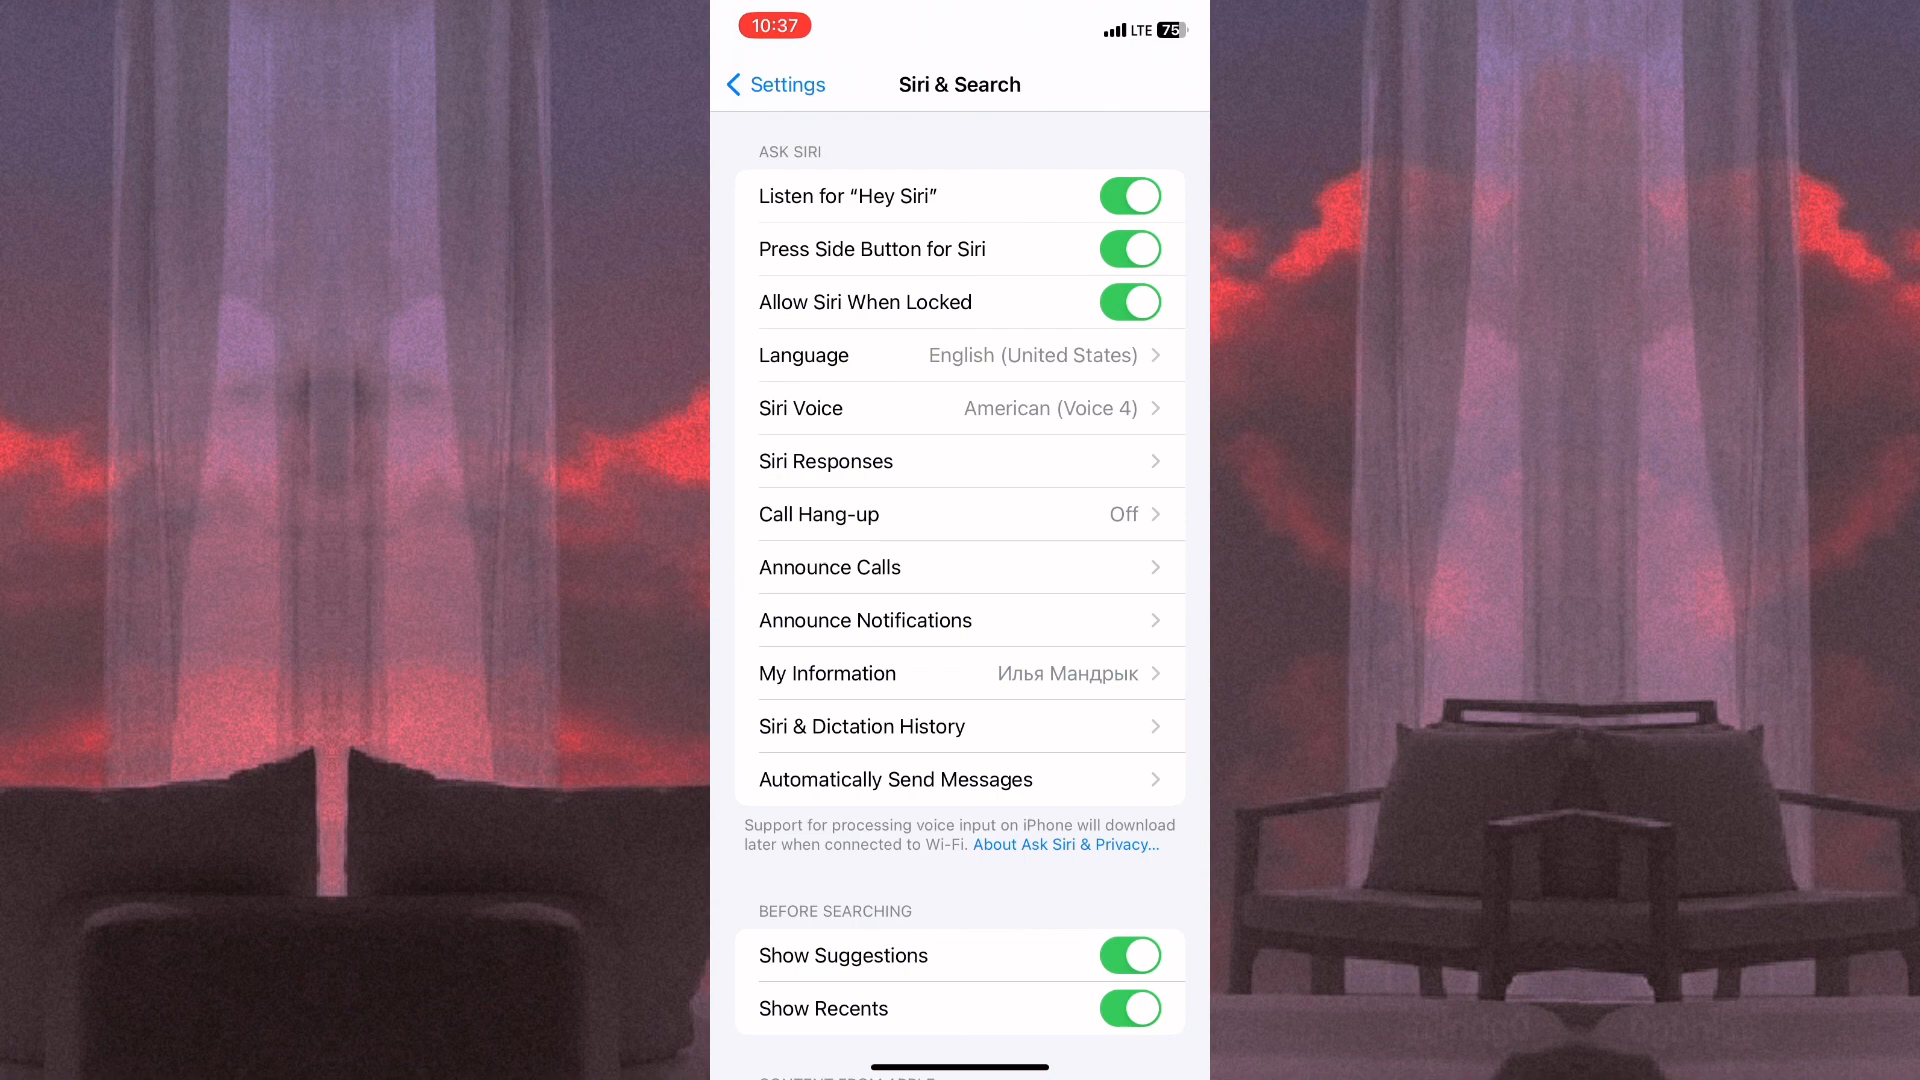 10:37
LTE 75
Settings
Siri & Search
ASK SIRI
Listen for “Hey Siri”
Press Side Button for Siri
Allow Siri When Locked
Language English (United States)
Siri Voice American (Voice 4)
Siri Responses
Call Hang-up Off
Announce Calls
Announce Notifications
My Information Илья Мандрык
Siri & Dictation History
Automatically Send Messages
Support for processing voice input on iPhone will download
later when connected to Wi-Fi. About Ask Siri & Privacy...
BEFORE SEARCHING
Show Suggestions
Show Recents
CONTENT FROM APPLE